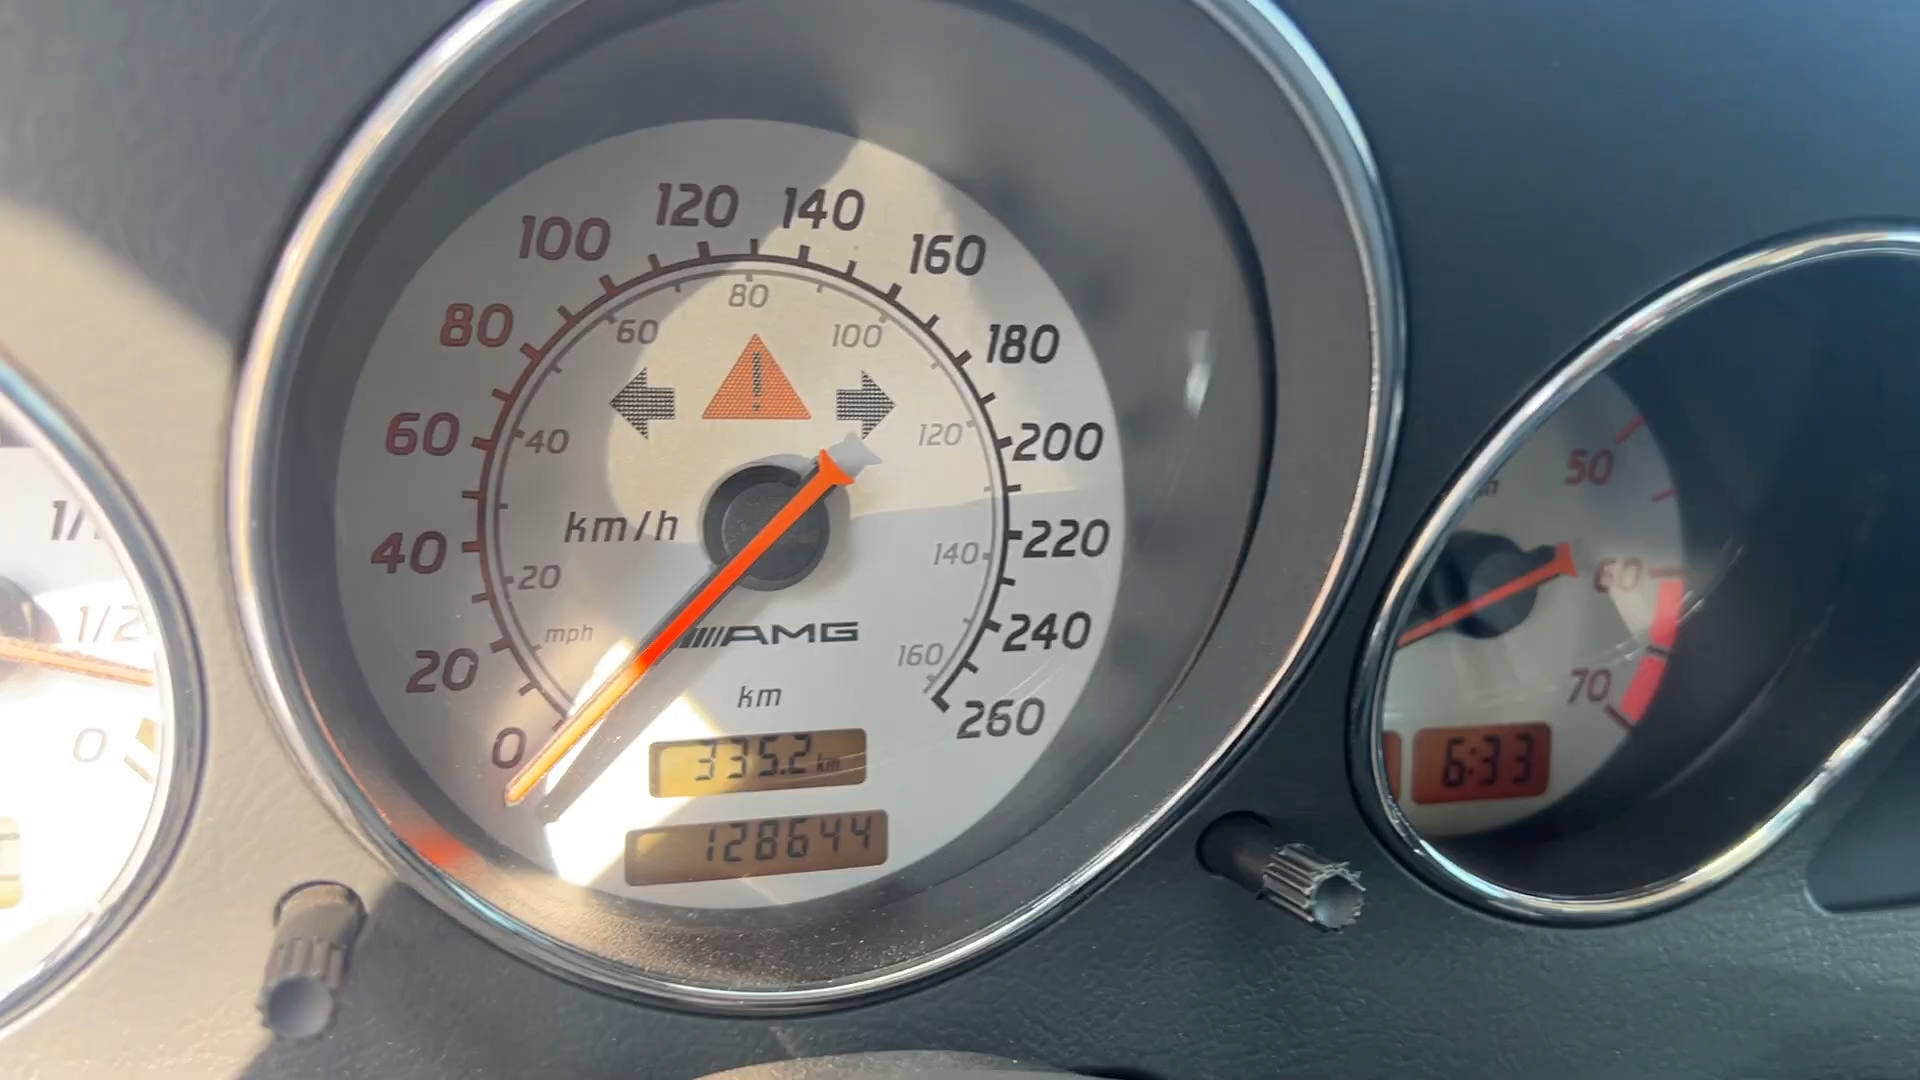 120 140
100 160
80
80
60 100
180
60 40 120 200
50
km/h
40 20 140 220
60
1/2
mph AMG
20 160 240
km
70
0 0 260
335.2 km
6:33
128644